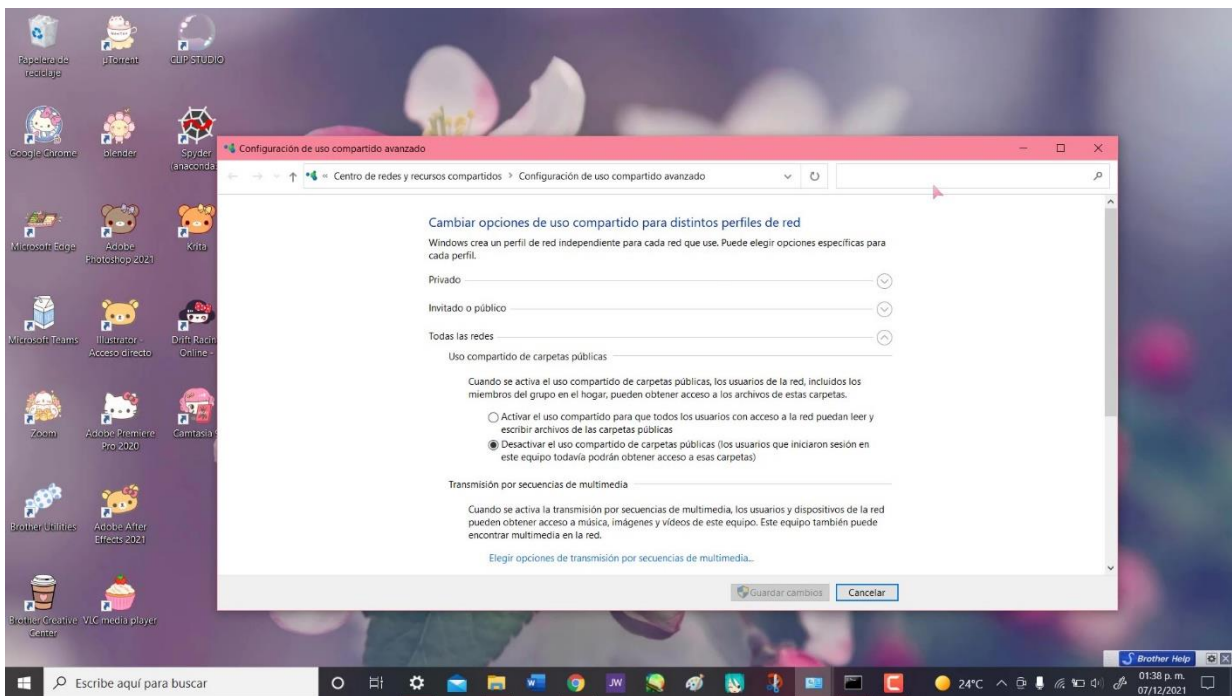 Papelera de
reciclaje
µTorrent
CLIP STUDIO
Google Chrome
blender
Spyder
(anaconda
Microsoft Edge
Adobe
Photoshop 2021
Krita
Microsoft Teams
Illustrator -
Acceso directo
Drift Racin
Online -
Zoom
Adobe Premiere
Pro 2020
Camtasia
Brother Utilities
Adobe After
Effects 2021
Brother Creative
Center
VLC media player
Configuración de uso compartido avanzado
Centro de redes y recursos compartidos > Configuración de uso compartido avanzado
Cambiar opciones de uso compartido para distintos perfiles de red
Windows crea un perfil de red independiente para cada red que use. Puede elegir opciones específicas para
cada perfil.
Privado
Invitado o público
Todas las redes
Uso compartido de carpetas públicas
Cuando se activa el uso compartido de carpetas públicas, los usuarios de la red, incluidos los
miembros del grupo en el hogar, pueden obtener acceso a los archivos de estas carpetas.
Activar el uso compartido para que todos los usuarios con acceso a la red puedan leer y
escribir archivos de las carpetas públicas
Desactivar el uso compartido de carpetas públicas (los usuarios que iniciaron sesión en
este equipo todavía podrán obtener acceso a esas carpetas)
Transmisión por secuencias de multimedia
Cuando se activa la transmisión por secuencias de multimedia, los usuarios y dispositivos de la red
pueden obtener acceso a música, imágenes y vídeos de este equipo. Este equipo también puede
encontrar multimedia en la red.
Elegir opciones de transmisión por secuencias de multimedia...
Guardar cambios
Cancelar
Brother Help
Escribe aquí para buscar
JW
24°C
01:38 p. m.
07/12/2021